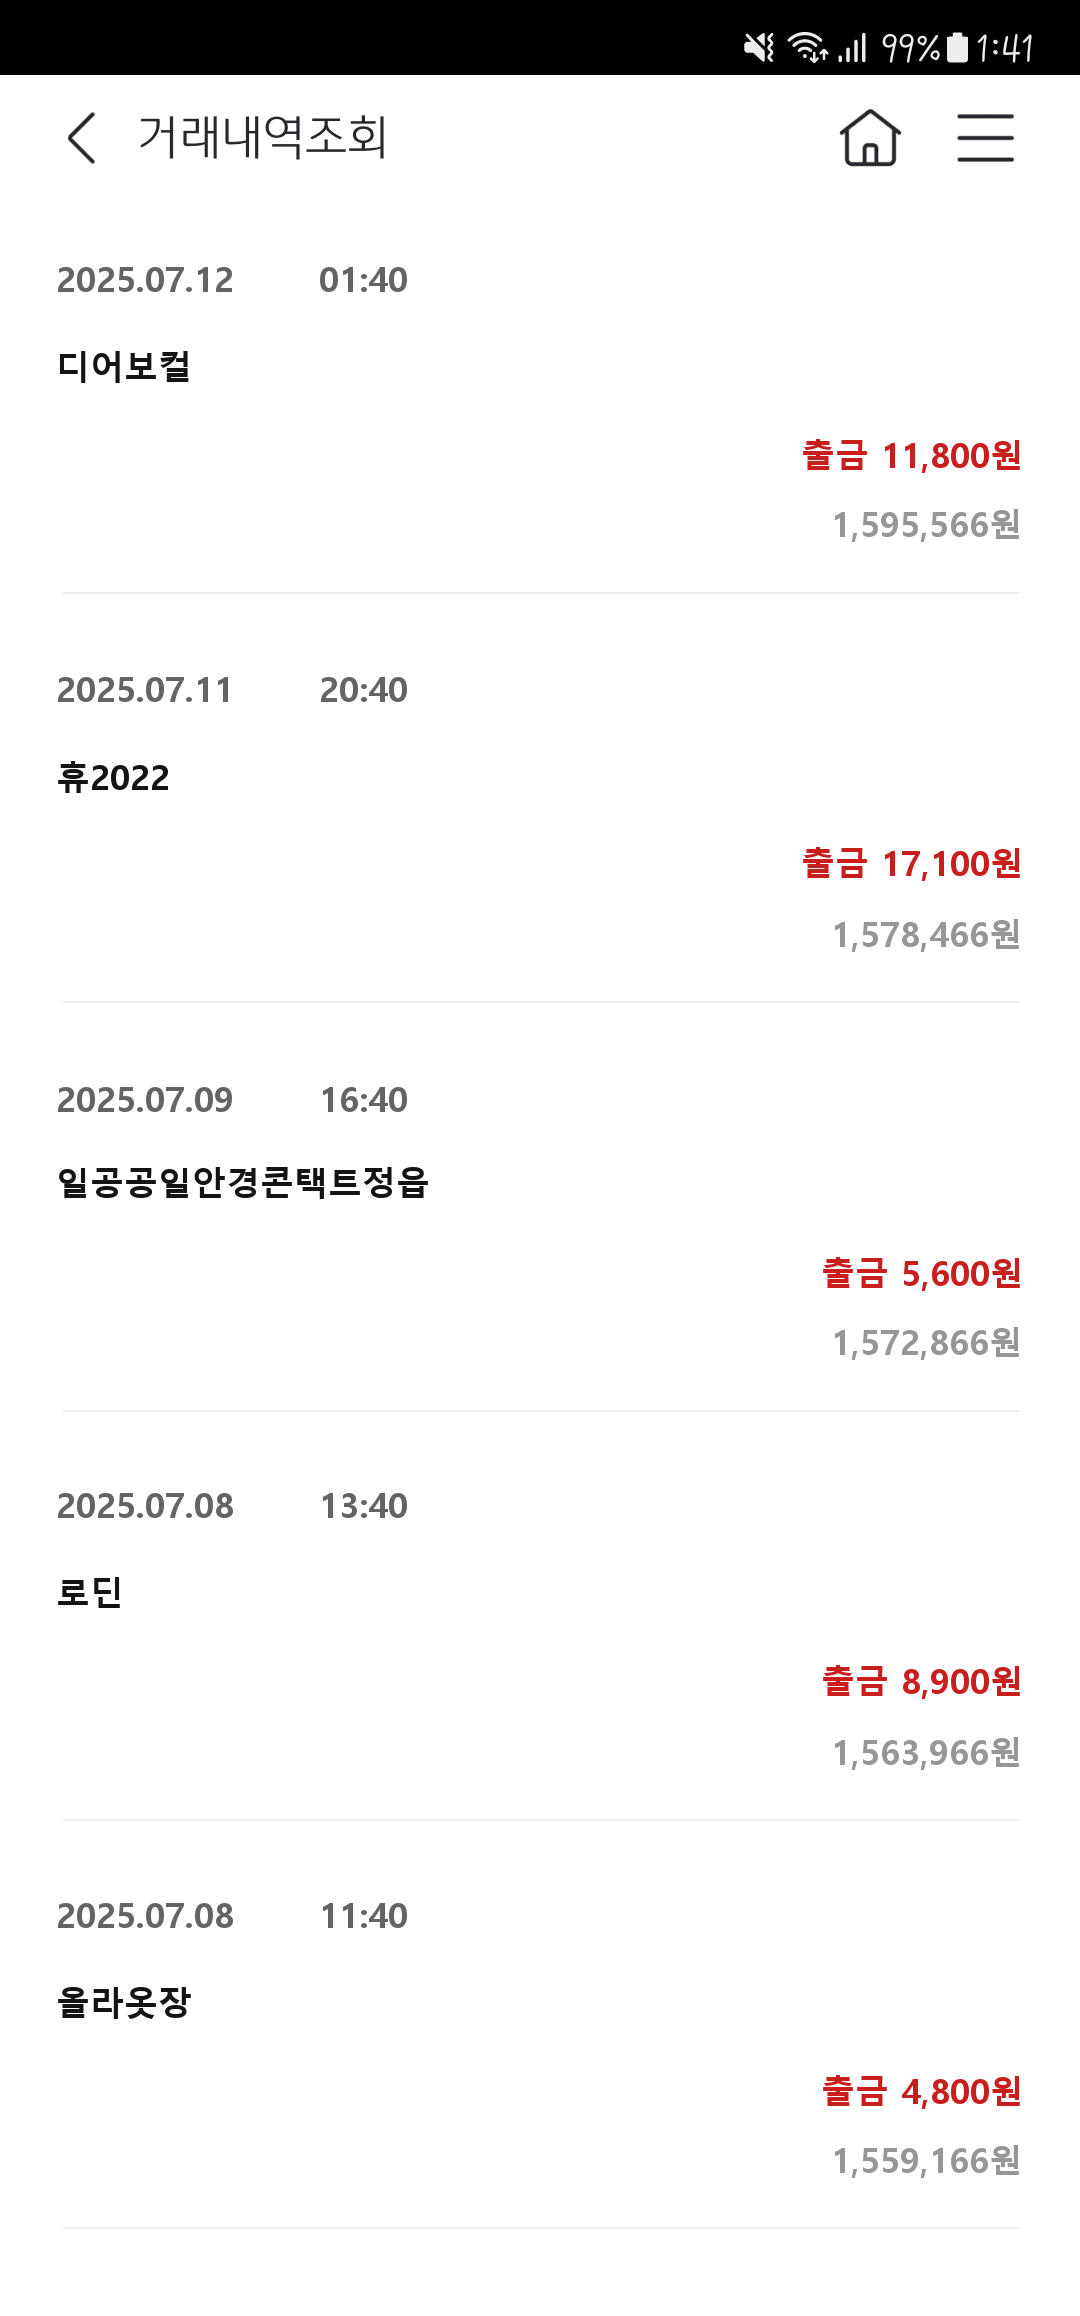 99% 1:41
거래내역조회
2025.07.12 01:40
디어보컬
출금 11,800원
1,595,566원
2025.07.11 20:40
휴2022
출금 17,100원
1,578,466원
2025.07.09 16:40
일공공일안경콘택트정읍
출금 5,600원
1,572,866원
2025.07.08 13:40
로딘
출금 8,900원
1,563,966원
2025.07.08 11:40
올라옷장
출금 4,800원
1,559,166원